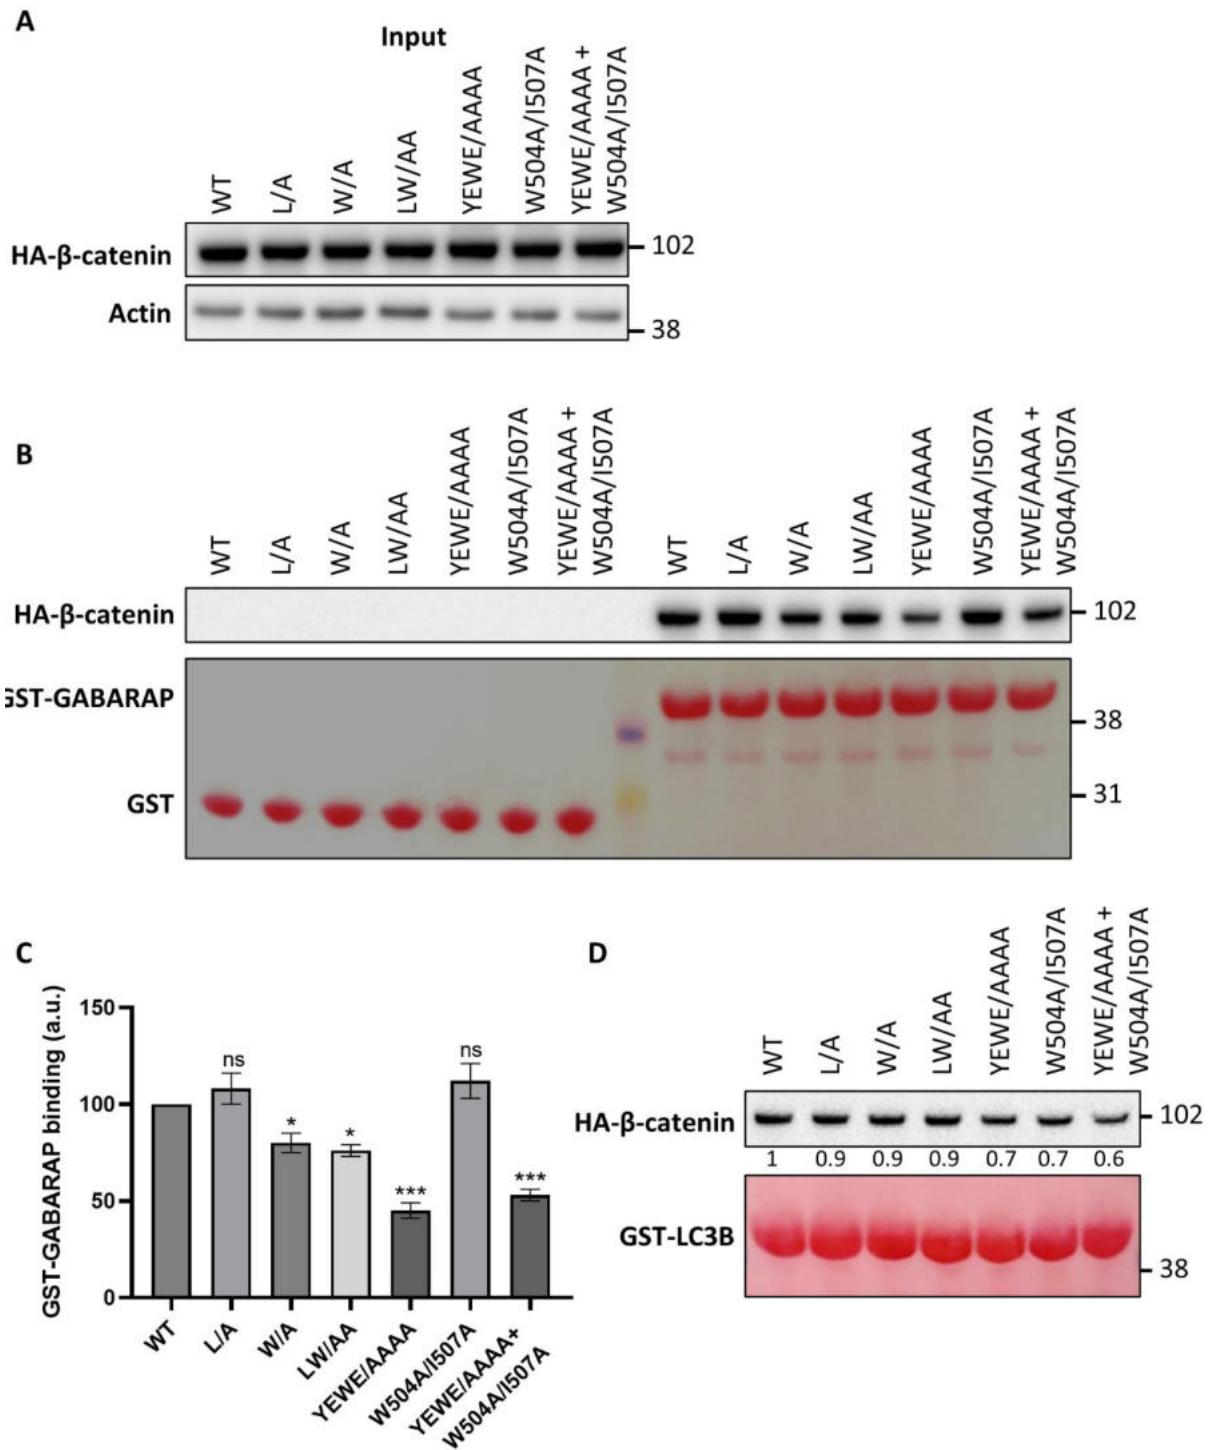 A
Input
WT
L/A
W/A
LW/AA
YEWE/AAAA
W504A/I507A
YEWE/AAAA +
W504A/I507A
HA-β-catenin
102
Actin
38
B
WT
L/A
W/A
LW/AA
YEWE/AAAA
W504A/I507A
YEWE/AAAA +
W504A/I507A
WT
L/A
W/A
LW/AA
YEWE/AAAA
W504A/I507A
YEWE/AAAA +
W504A/I507A
HA-β-catenin
102
GST-GABARAP
38
GST
31
C
GST-GABARAP binding (a.u.)
150
100
50
0
ns
*
*
***
ns
***
WT
L/A
W/A
LW/AA
YEWE/AAAA
W504A/I507A
YEWE/AAAA+
W504A/I507A
D
WT
L/A
W/A
LW/AA
YEWE/AAAA
W504A/I507A
YEWE/AAAA +
W504A/I507A
HA-β-catenin
102
1 0.9 0.9 0.9 0.7 0.7 0.6
GST-LC3B
38